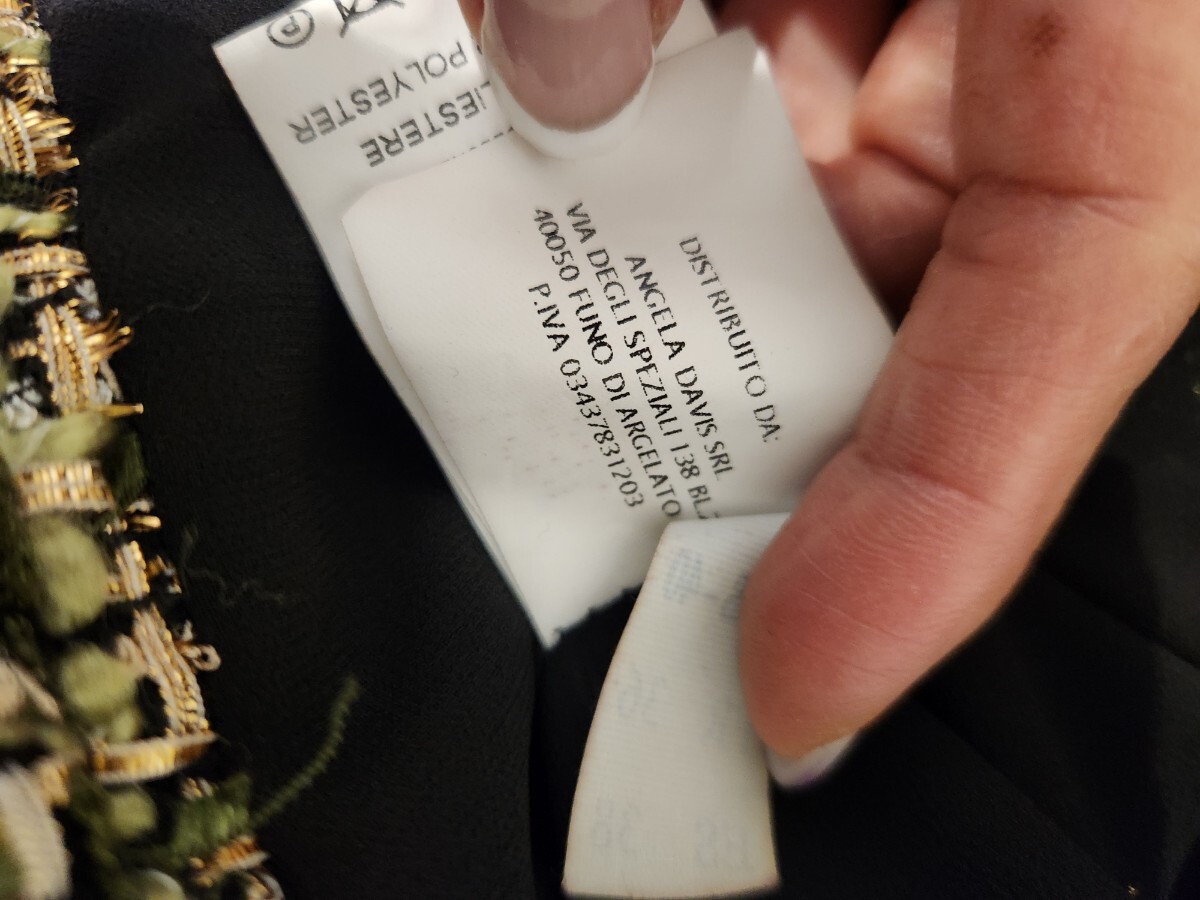 DISTRIBUITO DA:
ANGELA DAVIS SRL
VIA DEGLI SPEZIALI 138
40050 FUNO DI ARGELATO
P.IVA 03437831203
POLYESTER
P